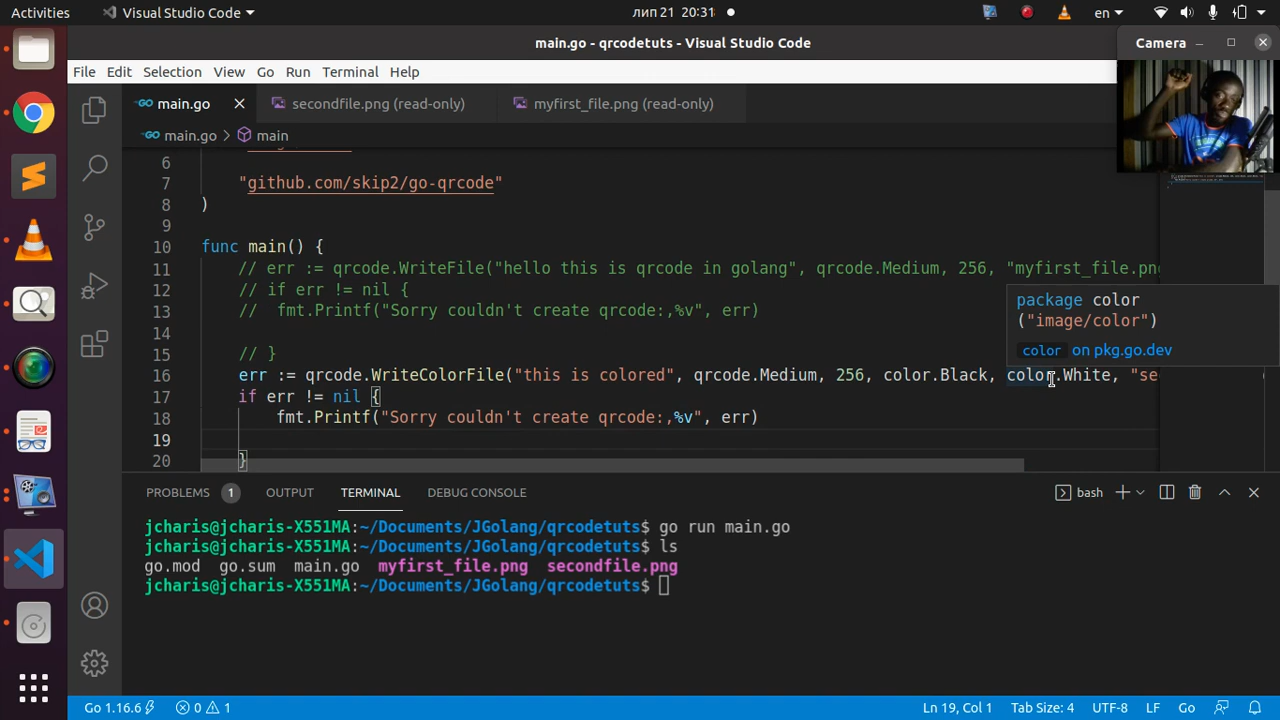 Activities
Visual Studio Code
лип 21 20:31
en
main.go - qrcodetuts - Visual Studio Code
Camera
File Edit Selection View Go Run Terminal Help
main.go
secondfile.png (read-only)
myfirst_file.png (read-only)
main.go > main
6
7 "github.com/skip2/go-qrcode"
8 )
9
10 func main() {
11 // err := qrcode.WriteFile("hello this is qrcode in golang", qrcode.Medium, 256, "myfirst_file.png
12 // if err != nil {
13 // fmt.Printf("Sorry couldn't create qrcode:,%v", err)
14
15 // }
16 err := qrcode.WriteColorFile("this is colored", qrcode.Medium, 256, color.Black, color.White, "se
17 if err != nil {
18 fmt.Printf("Sorry couldn't create qrcode:,%v", err)
19
20 }
package color
("image/color")
color on pkg.go.dev
PROBLEMS 1 OUTPUT TERMINAL DEBUG CONSOLE
bash
jcharis@jcharis-X551MA:~/Documents/JGolang/qrcodetuts$ go run main.go
jcharis@jcharis-X551MA:~/Documents/JGolang/qrcodetuts$ ls
go.mod go.sum main.go myfirst_file.png secondfile.png
jcharis@jcharis-X551MA:~/Documents/JGolang/qrcodetuts$
Go 1.16.6
0 1
Ln 19, Col 1 Tab Size: 4 UTF-8 LF Go